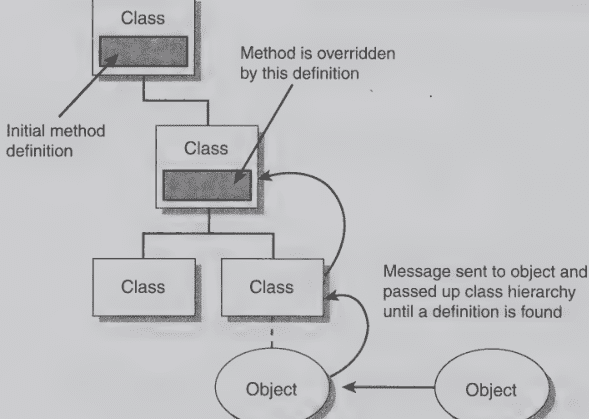 Class
Method is overridden
by this definition
Initial method
definition
Class
Class
Class
Message sent to object and
passed up class hierarchy
until a definition is found
Object
Object